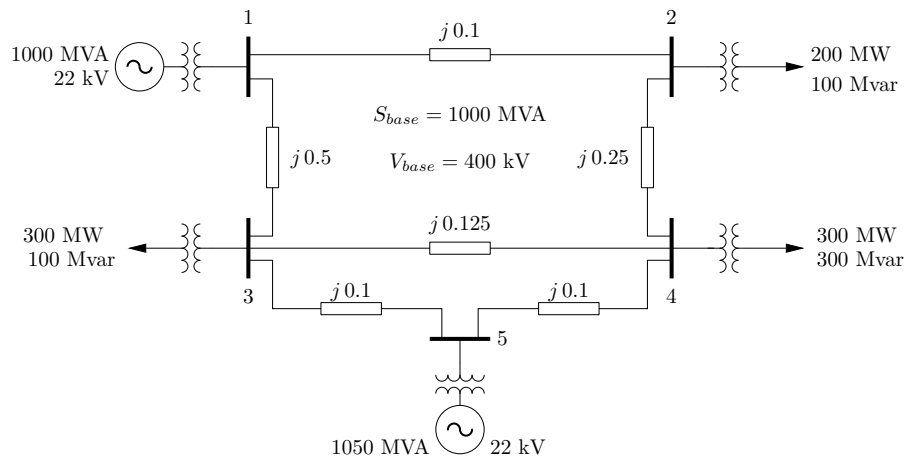 1
2
j 0.1
1000 MVA
22 kV
200 MW
100 Mvar
S_base = 1000 MVA
V_base = 400 kV
j 0.5
j 0.25
j 0.125
300 MW
100 Mvar
300 MW
300 Mvar
3
4
j 0.1
j 0.1
5
1050 MVA
22 kV